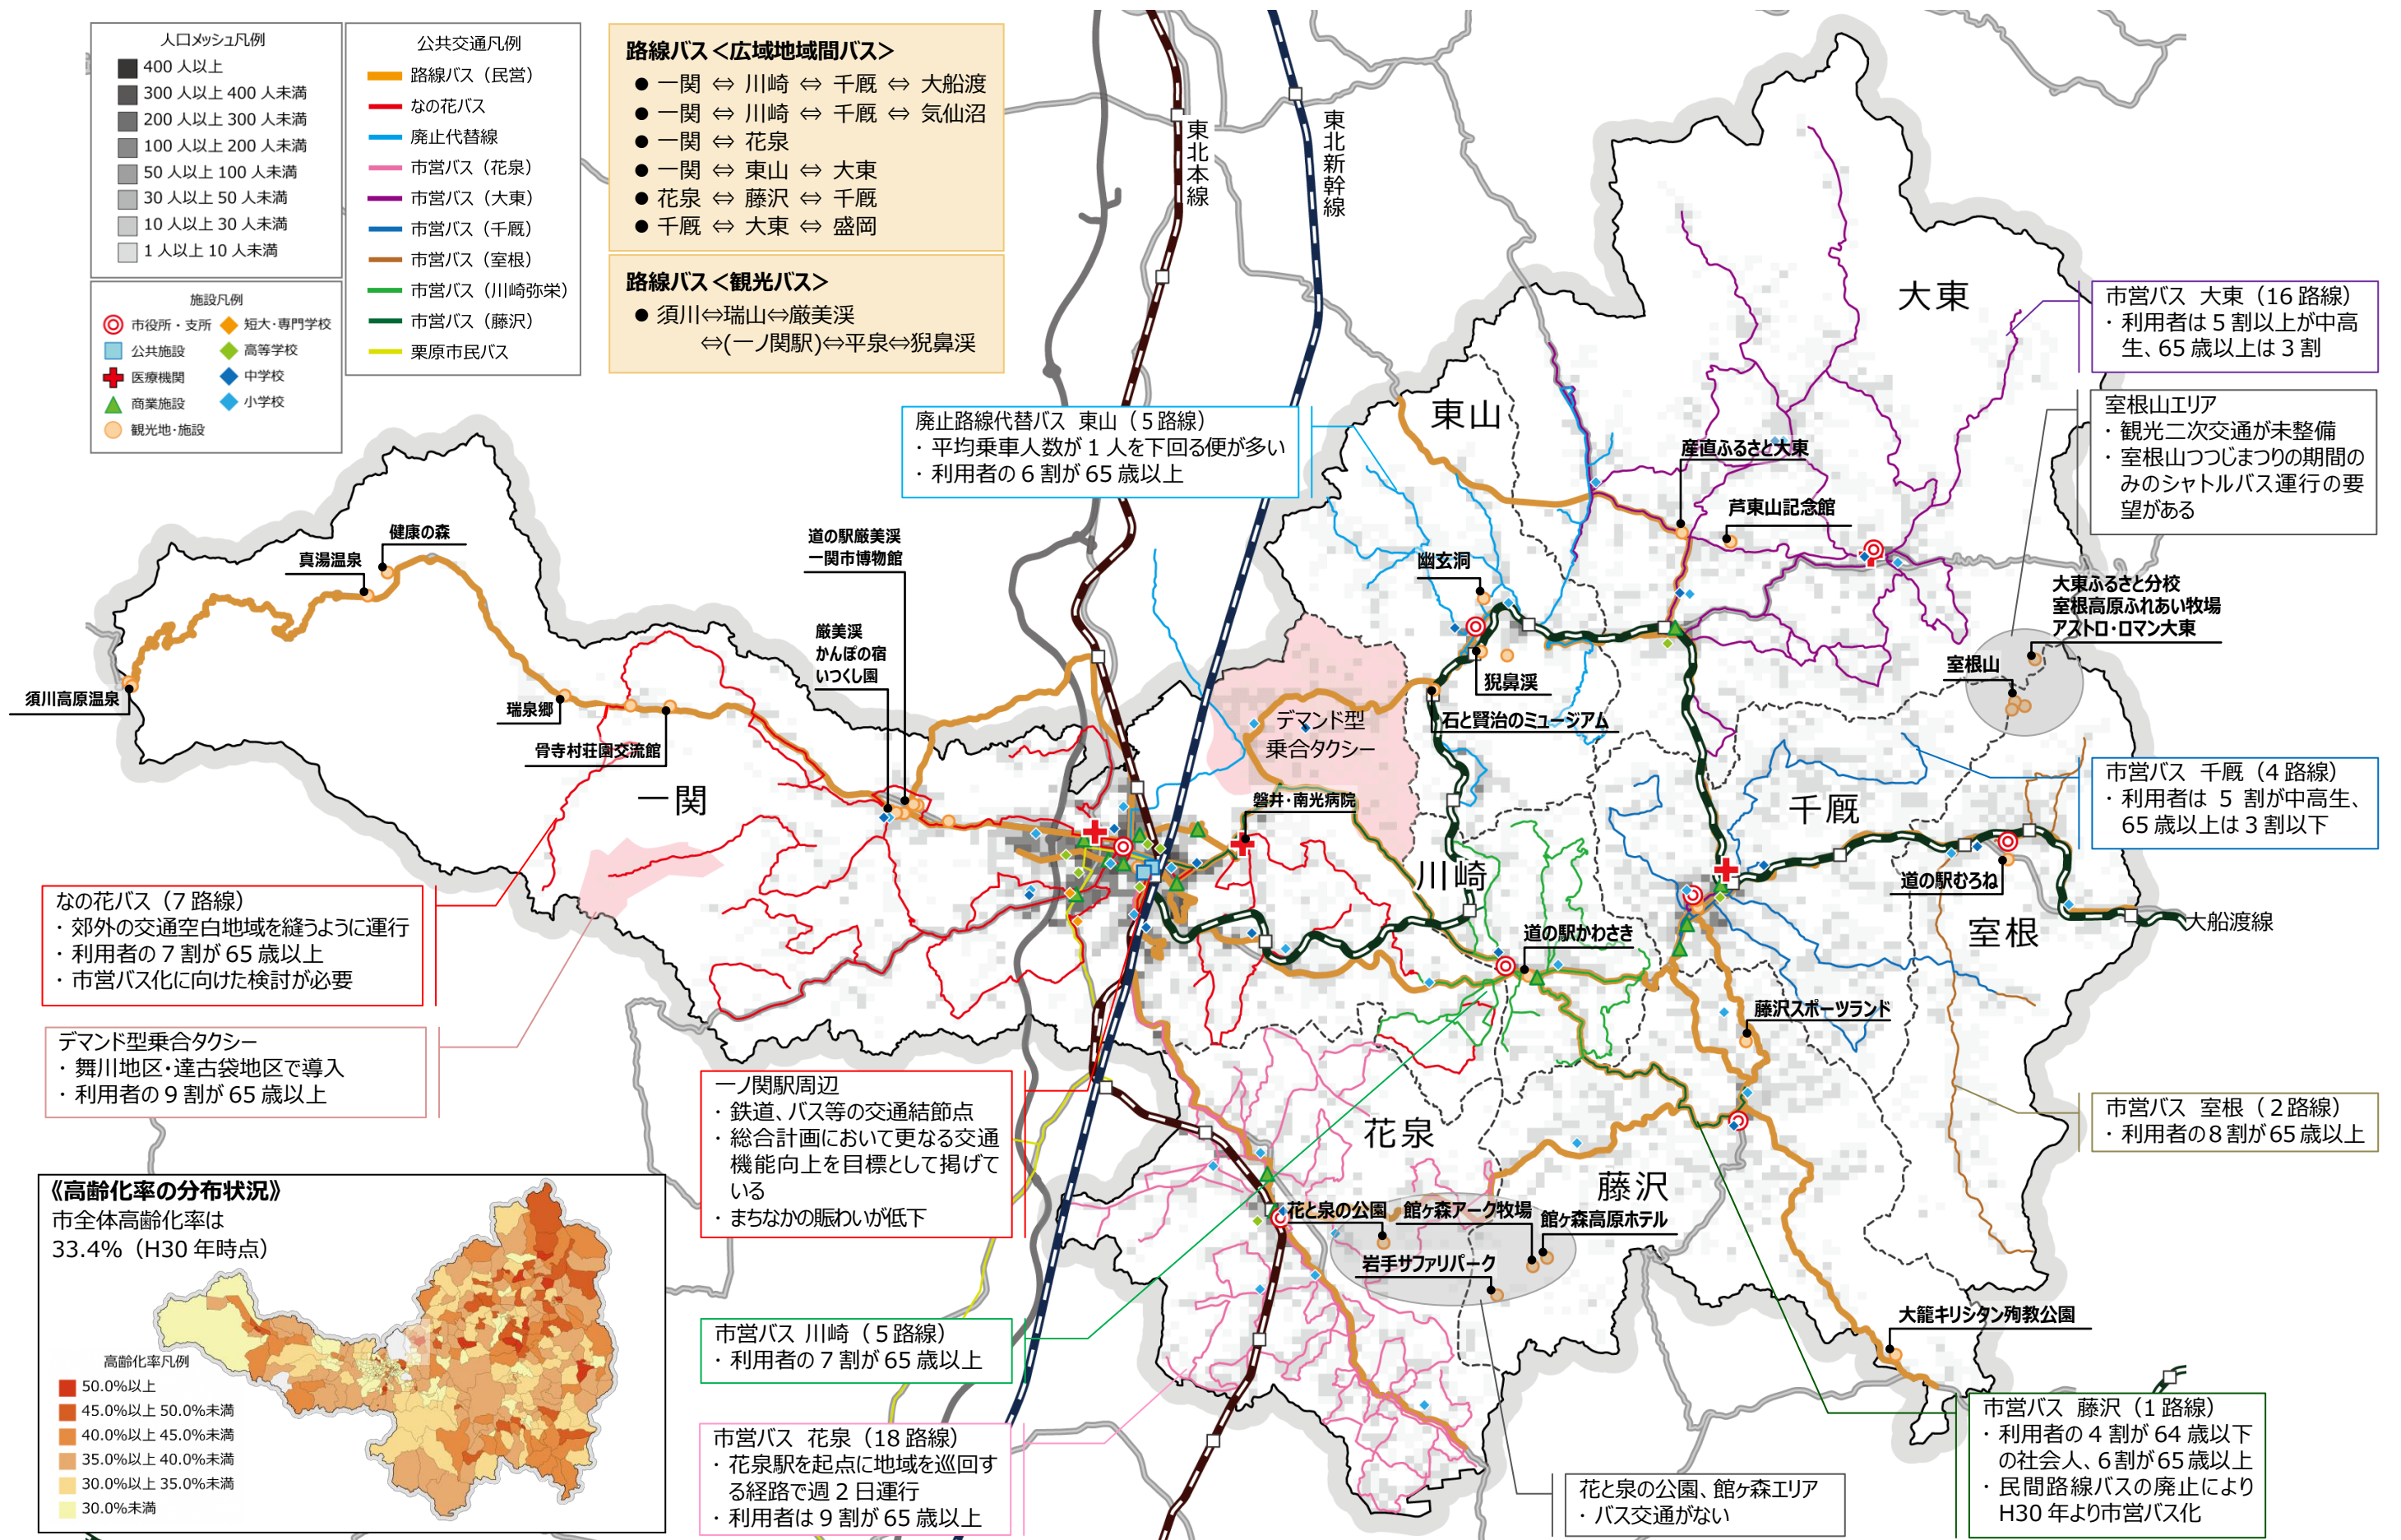 人口メッシュ凡例
400 人以上
300 人以上 400 人未満
200 人以上 300 人未満
100 人以上 200 人未満
50 人以上 100 人未満
30 人以上 50 人未満
10 人以上 30 人未満
1 人以上 10 人未満
施設凡例
市役所・支所
公共施設
医療機関
商業施設
観光地・施設
短大・専門学校
高等学校
中学校
小学校
公共交通凡例
路線バス（民営）
なの花バス
廃止代替線
市営バス（花泉）
市営バス（大東）
市営バス（千厩）
市営バス（室根）
市営バス（川崎弥栄）
市営バス（藤沢）
栗原市民バス
路線バス＜広域地域間バス＞
● 一関 ⇔ 川崎 ⇔ 千厩 ⇔ 大船渡
● 一関 ⇔ 川崎 ⇔ 千厩 ⇔ 気仙沼
● 一関 ⇔ 花泉
● 一関 ⇔ 東山 ⇔ 大東
● 花泉 ⇔ 藤沢 ⇔ 千厩
● 千厩 ⇔ 大東 ⇔ 盛岡
路線バス＜観光バス＞
● 須川⇔瑞山⇔厳美渓
⇔(一ノ関駅)⇔平泉⇔猊鼻渓
東北本線
東北新幹線
大東
市営バス 大東（16 路線）
・利用者は 5 割以上が中高
生、65 歳以上は 3 割
室根山エリア
・観光二次交通が未整備
・室根山つつじまつりの期間の
みのシャトルバス運行の要
望がある
東山
廃止路線代替バス 東山（5 路線）
・平均乗車人数が 1 人を下回る便が多い
・利用者の 6 割が 65 歳以上
産直ふるさと大東
芦東山記念館
幽玄洞
健康の森
真湯温泉
道の駅厳美渓
一関市博物館
大東ふるさと分校
室根高原ふれあい牧場
アストロ・ロマン大東
厳美渓
かんぽの宿
いつくし園
室根山
須川高原温泉
瑞泉郷
骨寺村荘園交流館
猊鼻渓
石と賢治のミュージアム
デマンド型
乗合タクシー
一関
磐井・南光病院
千厩
市営バス 千厩（4 路線）
・利用者は 5 割が中高生、
65 歳以上は 3 割以下
川崎
道の駅むろね
なの花バス（7 路線）
・郊外の交通空白地域を縫うように運行
・利用者の 7 割が 65 歳以上
・市営バス化に向けた検討が必要
道の駅かわさき
室根
大船渡線
藤沢スポーツランド
デマンド型乗合タクシー
・舞川地区・達古袋地区で導入
・利用者の 9 割が 65 歳以上
一ノ関駅周辺
・鉄道、バス等の交通結節点
・総合計画において更なる交通
機能向上を目標として掲げて
いる
・まちなかの賑わいが低下
花泉
市営バス 室根（2 路線）
・利用者の8 割が 65 歳以上
藤沢
《高齢化率の分布状況》
市全体高齢化率は
33.4%（H30 年時点）
高齢化率凡例
50.0%以上
45.0%以上 50.0%未満
40.0%以上 45.0%未満
35.0%以上 40.0%未満
30.0%以上 35.0%未満
30.0%未満
花と泉の公園
館ヶ森アーク牧場
館ヶ森高原ホテル
岩手サファリパーク
大籠キリシタン殉教公園
市営バス 川崎（5 路線）
・利用者の 7 割が 65 歳以上
市営バス 花泉（18 路線）
・花泉駅を起点に地域を巡回す
る経路で週 2 日運行
・利用者は 9 割が 65 歳以上
花と泉の公園、館ヶ森エリア
・バス交通がない
市営バス 藤沢（1 路線）
・利用者の 4 割が 64 歳以下
の社会人、6 割が 65 歳以上
・民間路線バスの廃止により
H30 年より市営バス化